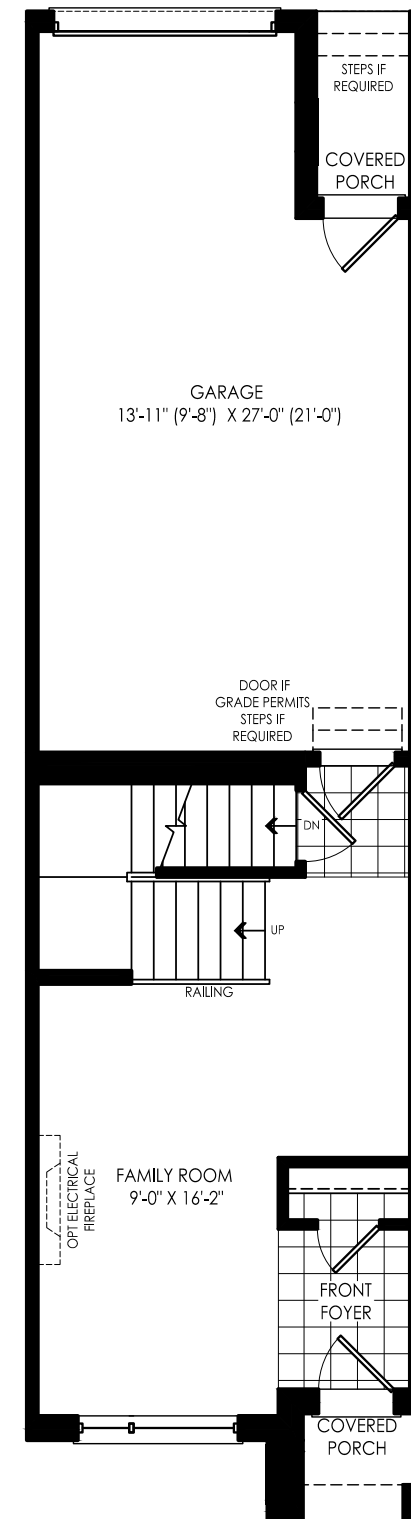 STEPS IF
REQUIRED
COVERED
PORCH
GARAGE
13'-11" (9'-8") X 27'-0" (21'-0")
DOOR IF
GRADE PERMITS
STEPS IF
REQUIRED
DN
UP
RAILING
OPT ELECTRICAL
FIREPLACE
FAMILY ROOM
9'-0" X 16'-2"
FRONT
FOYER
COVERED
PORCH